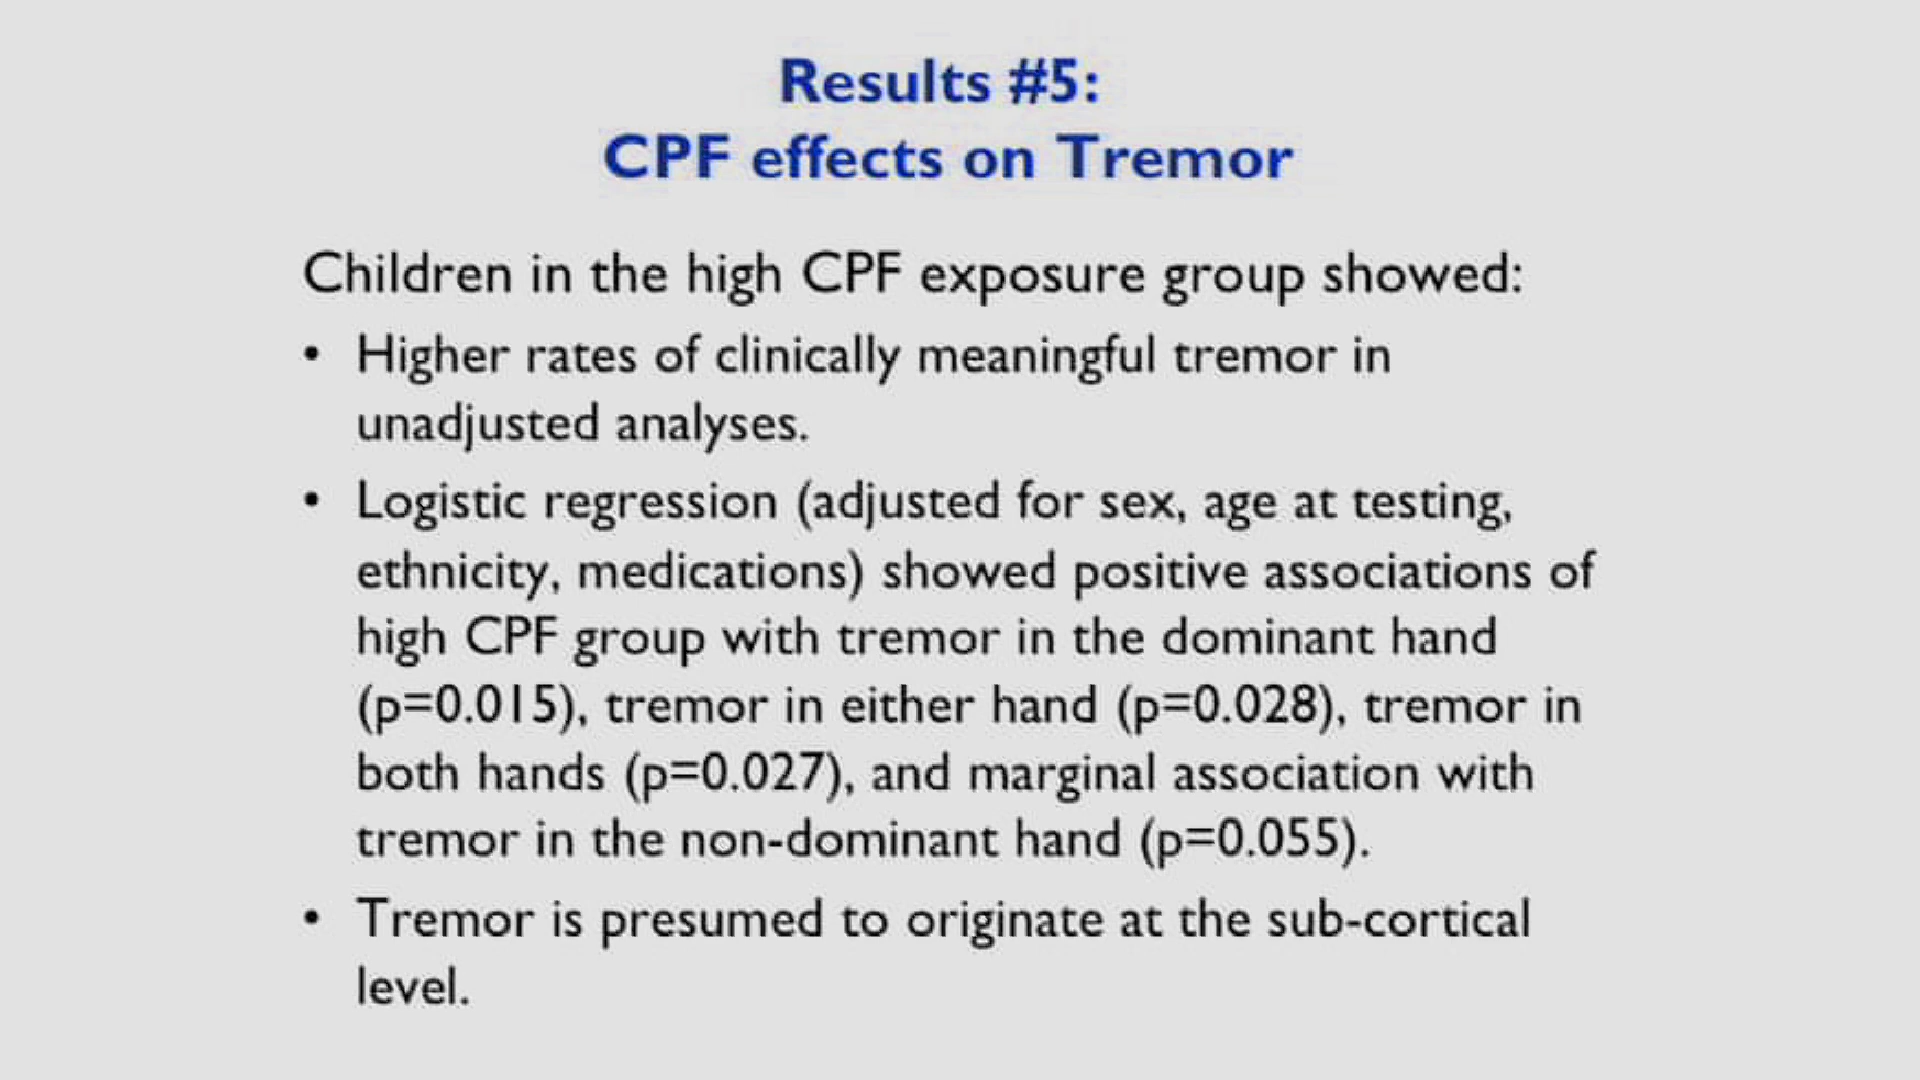 Results #5:
CPF effects on Tremor
Children in the high CPF exposure group showed:
• Higher rates of clinically meaningful tremor in
unadjusted analyses.
• Logistic regression (adjusted for sex, age at testing,
ethnicity, medications) showed positive associations of
high CPF group with tremor in the dominant hand
(p=0.015), tremor in either hand (p=0.028), tremor in
both hands (p=0.027), and marginal association with
tremor in the non-dominant hand (p=0.055).
• Tremor is presumed to originate at the sub-cortical
level.